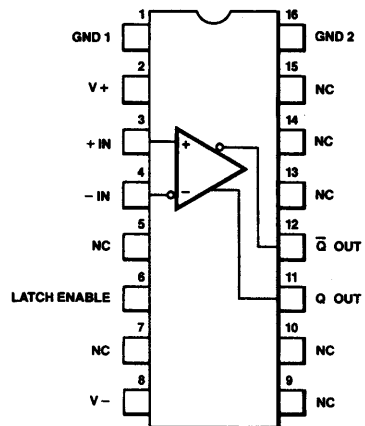 1 16
GND 1 GND 2
2 15
V+ NC
3 14
+ IN + NC
4 13
− IN − NC
5 12
NC Q̅ OUT
6 11
LATCH ENABLE Q OUT
7 10
NC NC
8 9
V− NC